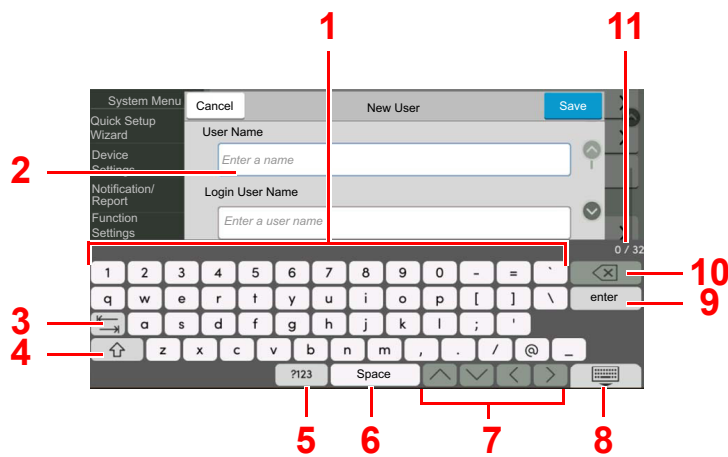 1
11
System Menu
Cancel
New User
Save
Quick Setup
Wizard
User Name
Device
Settings
2
Enter a name
Notification/
Report
Login User Name
Function
Settings
Enter a user name
0 / 32
1 2 3 4 5 6 7 8 9 0 - = `
10
q w e r t y u i o p [ ] \ enter
9
3
a s d f g h j k l ; '
4
z x c v b n m , . / @ _
?123 Space
5 6 7 8